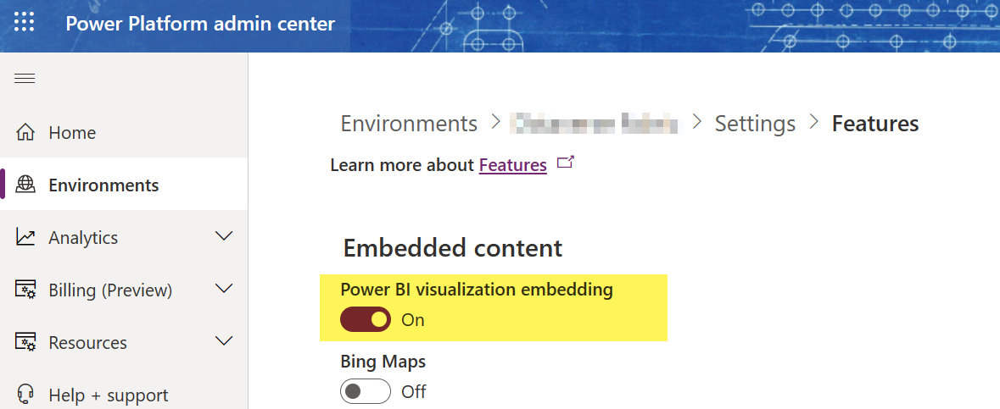 Power Platform admin center
Home
Environments
Analytics
Billing (Preview)
Resources
Help + support
Environments > > Settings > Features
Learn more about Features
Embedded content
Power BI visualization embedding
On
Bing Maps
Off